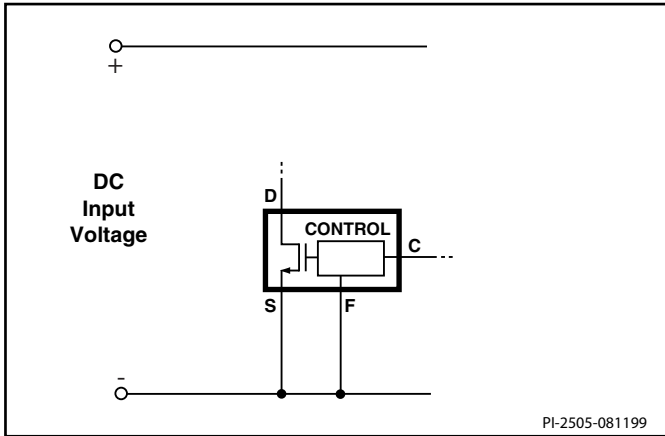 +
DC
Input
Voltage
D
CONTROL
C
S
F
-
PI-2505-081199